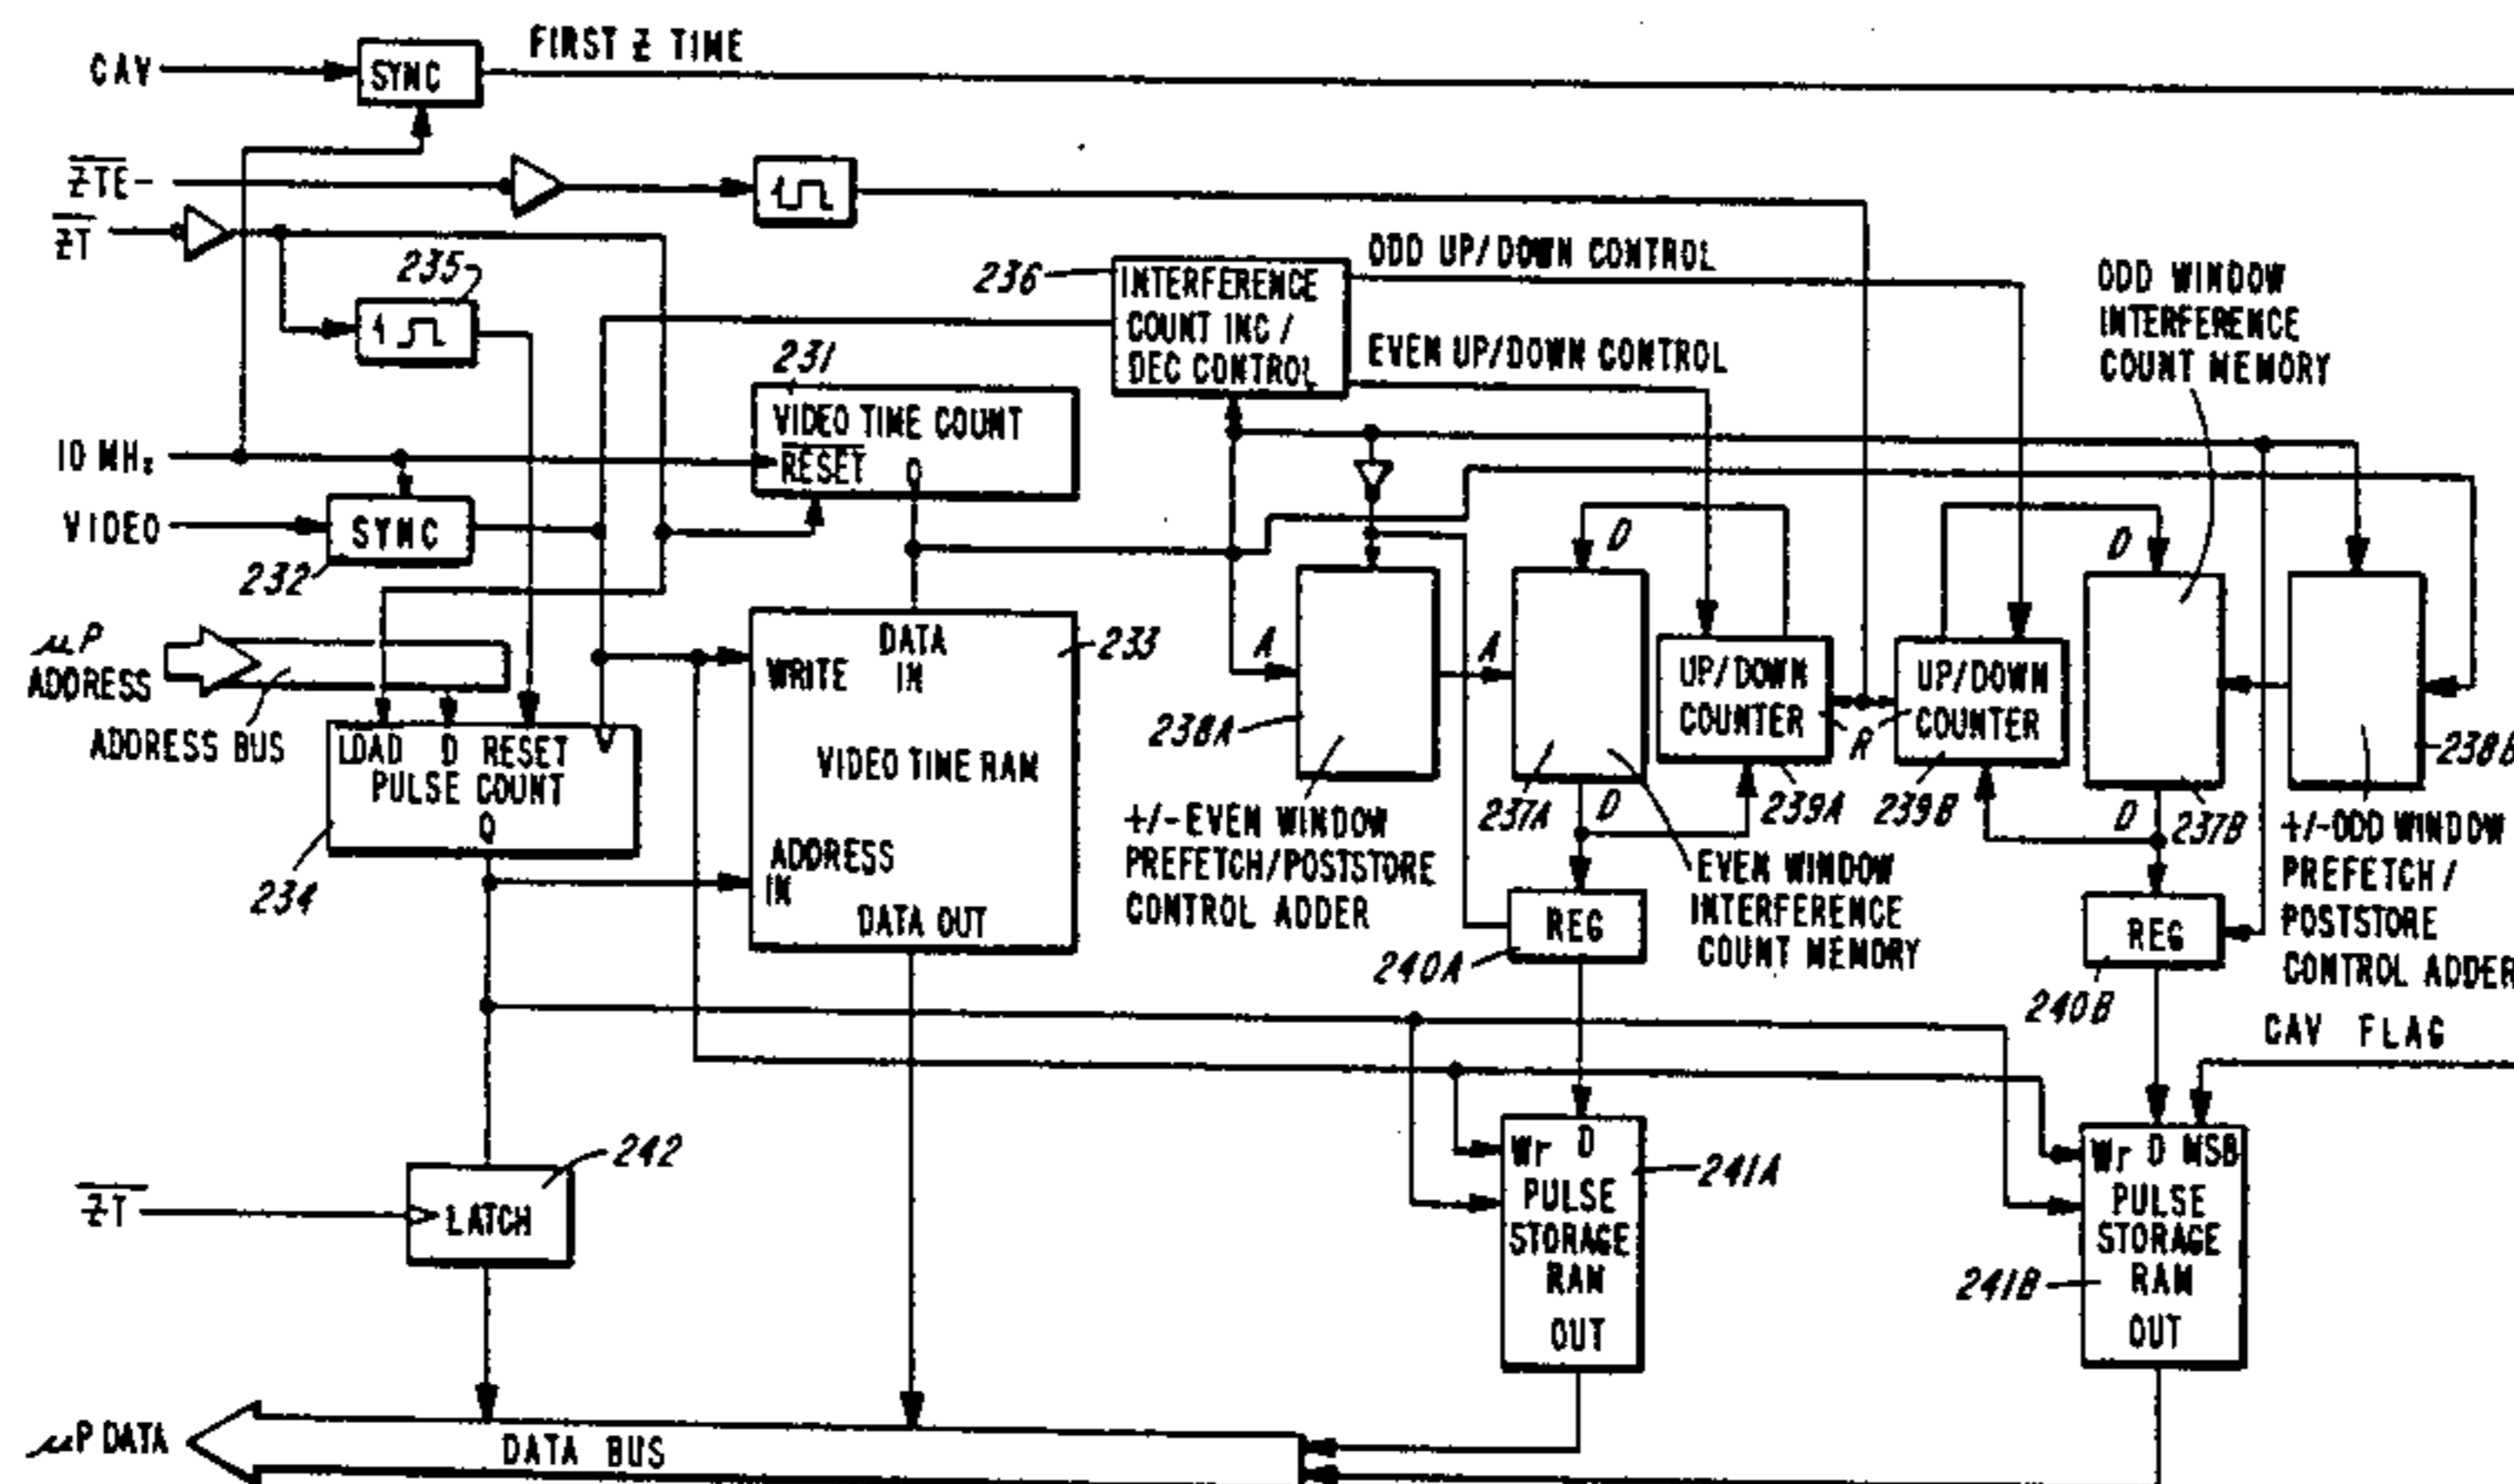 CAV
SYNC
FIRST Z TIME
ZTE-
ZT
235
236
INTERFERENCE
COUNT INC /
DEC CONTROL
ODD UP/DOWN CONTROL
EVEN UP/DOWN CONTROL
ODD WINDOW
INTERFERENCE
COUNT MEMORY
231
VIDEO TIME COUNT
RESET Q
10 MHz
VIDEO
SYNC
232
D
D
μP
ADDRESS
ADDRESS BUS
LOAD D RESET
PULSE COUNT
Q
234
DATA
IN
WRITE
VIDEO TIME RAM
ADDRESS
IN
DATA OUT
233
A
A
238A
+/- EVEN WINDOW
PREFETCH/POSTSTORE
CONTROL ADDER
237A
D
UP/DOWN
COUNTER
R
239A
UP/DOWN
COUNTER
239B
EVEN WINDOW
INTERFERENCE
COUNT MEMORY
D
237B
238B
+/-ODD WINDOW
PREFETCH /
POSTSTORE
CONTROL ADDER
REG
240A
REG
240B
CAV FLAG
ZT
LATCH
242
Wr D
PULSE
STORAGE
RAM
OUT
241A
Wr D MSB
PULSE
STORAGE
RAM
OUT
241B
μP DATA
DATA BUS